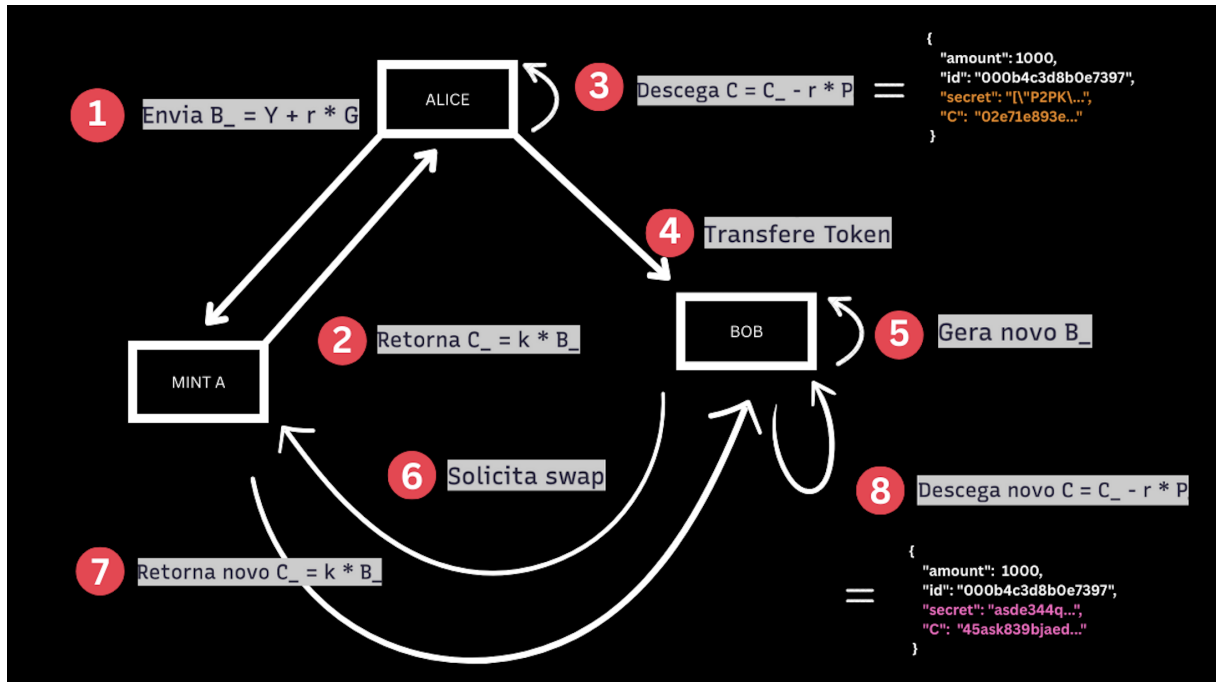 1
Envia B_ = Y + r * G
ALICE
3
Descega C = C_ - r * P
=
{
"amount": 1000,
"id": "000b4c3d8b0e7397",
"secret": "[\"P2PK\...",
"C": "02e71e893e..."
}
4
Transfere Token
2
Retorna C_ = k * B_
BOB
5
Gera novo B_
MINT A
6
Solicita swap
8
Descega novo C = C_ - r * P
7
Retorna novo C_ = k * B_
=
{
"amount": 1000,
"id": "000b4c3d8b0e7397",
"secret": "asde344q...",
"C": "45ask839bjaed..."
}